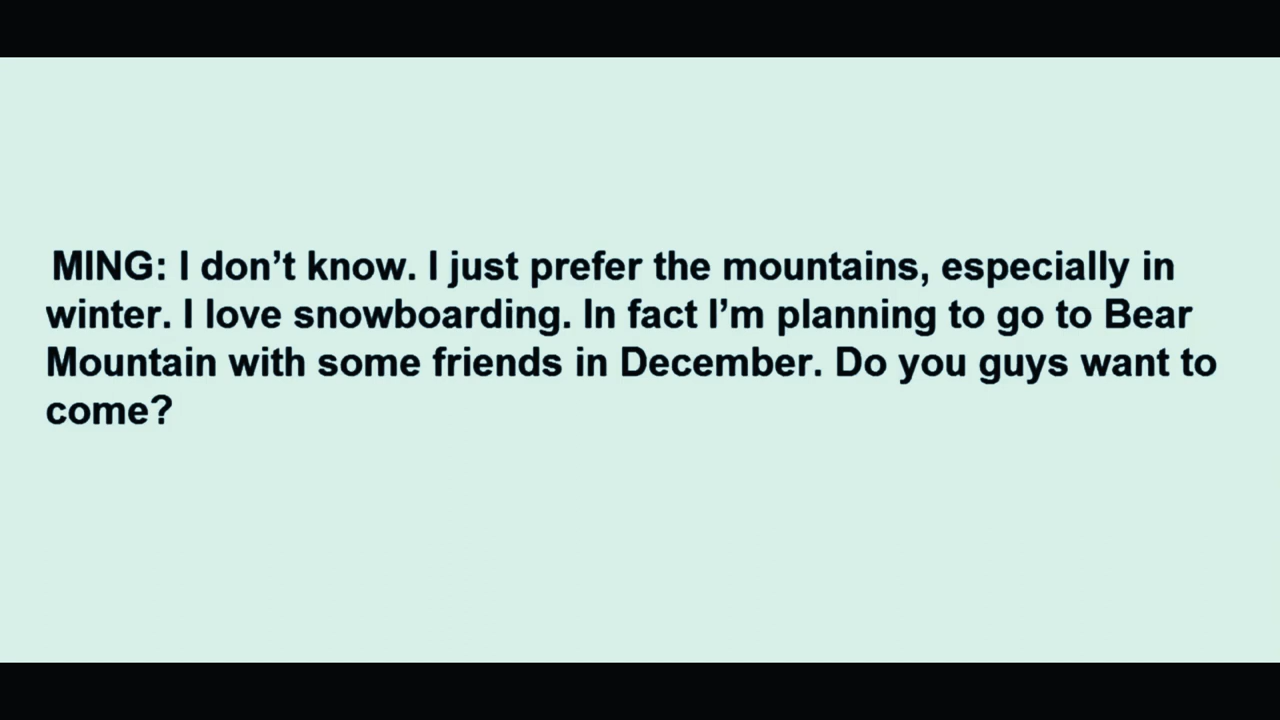 MING: I don’t know. I just prefer the mountains, especially in
winter. I love snowboarding. In fact I’m planning to go to Bear
Mountain with some friends in December. Do you guys want to
come?